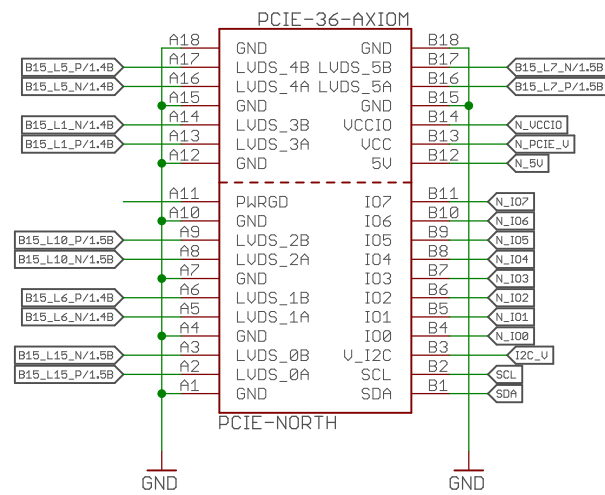 PCIE-36-AXIOM
A18 GND GND B18
B15_L5_P/1.4B A17 LVDS_4B LVDS_5B B17 B15_L7_N/1.5B
B15_L5_N/1.4B A16 LVDS_4A LVDS_5A B16 B15_L7_P/1.5B
A15 GND GND B15
B15_L1_N/1.4B A14 LVDS_3B VCCIO B14 N_VCCIO
B15_L1_P/1.4B A13 LVDS_3A VCC B13 N_PCIE_V
A12 GND 5V B12 N_5V
A11 PWRGD IO7 B11 N_IO7
A10 GND IO6 B10 N_IO6
B15_L10_P/1.5B A9 LVDS_2B IO5 B9 N_IO5
B15_L10_N/1.5B A8 LVDS_2A IO4 B8 N_IO4
A7 GND IO3 B7 N_IO3
B15_L6_P/1.4B A6 LVDS_1B IO2 B6 N_IO2
B15_L6_N/1.4B A5 LVDS_1A IO1 B5 N_IO1
A4 GND IO0 B4 N_IO0
B15_L15_N/1.5B A3 LVDS_0B V_I2C B3 I2C_V
B15_L15_P/1.5B A2 LVDS_0A SCL B2 SCL
A1 GND SDA B1 SDA
PCIE-NORTH
GND GND